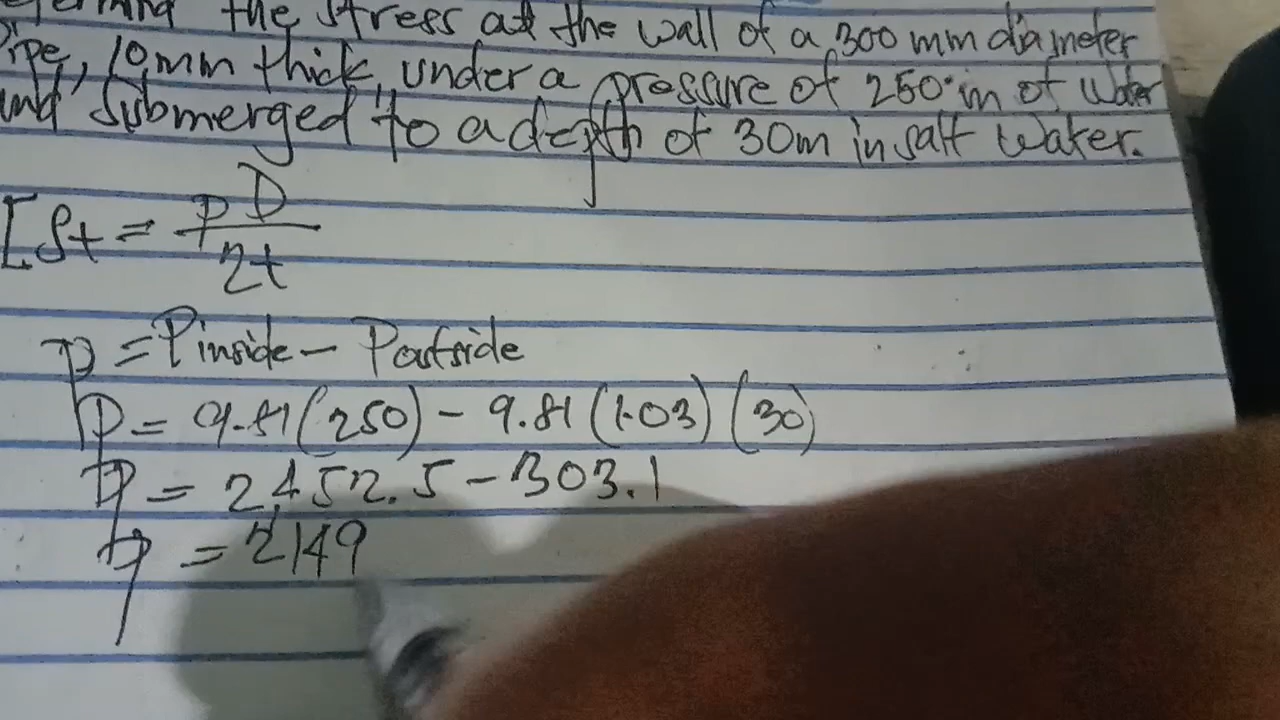 the stress at the wall of a 300 mm diameter
Pipe, 10mm thick, under a pressure of 250 m of water
and submerged to a depth of 30m in salt water.
[St = PD / 2t
P = Pinside - Poutside
P = 9.81(250) - 9.81(1.03)(30)
P = 2452.5 - 303.1
P = 2149